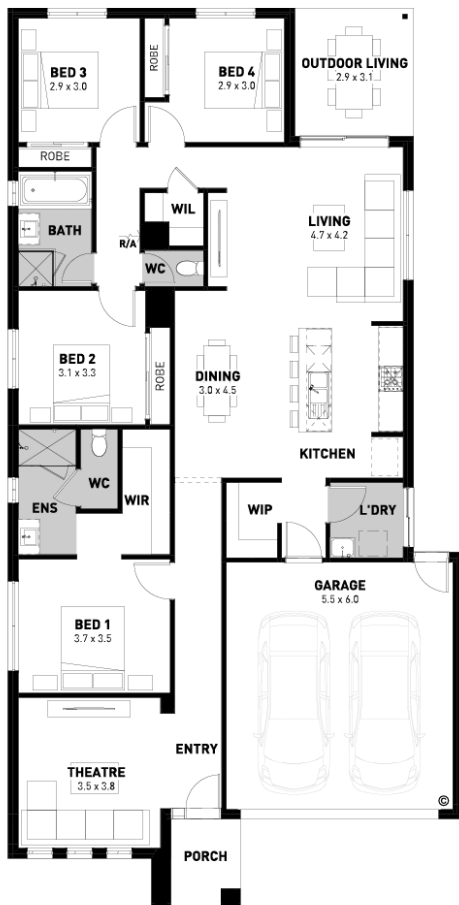 BED 3
2.9 x 3.0
ROBE
BED 4
2.9 x 3.0
OUTDOOR LIVING
2.9 x 3.1
ROBE
BATH
WIL
R/A
WC
LIVING
4.7 x 4.2
BED 2
3.1 x 3.3
ROBE
DINING
3.0 x 4.5
KITCHEN
ENS
WC
WIR
WIP
L'DRY
BED 1
3.7 x 3.5
GARAGE
5.5 x 6.0
THEATRE
3.5 x 3.8
ENTRY
©
PORCH